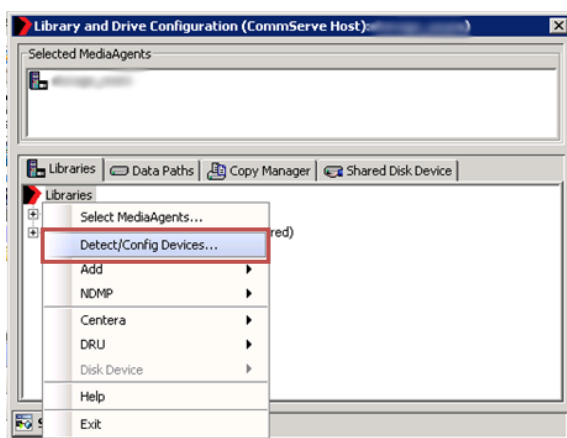 Library and Drive Configuration (CommServe Host):
Selected MediaAgents
Libraries Data Paths Copy Manager Shared Disk Device
Libraries
Select MediaAgents...
red)
Detect/Config Devices...
Add
NDMP
Centera
DRU
Disk Device
Help
Exit